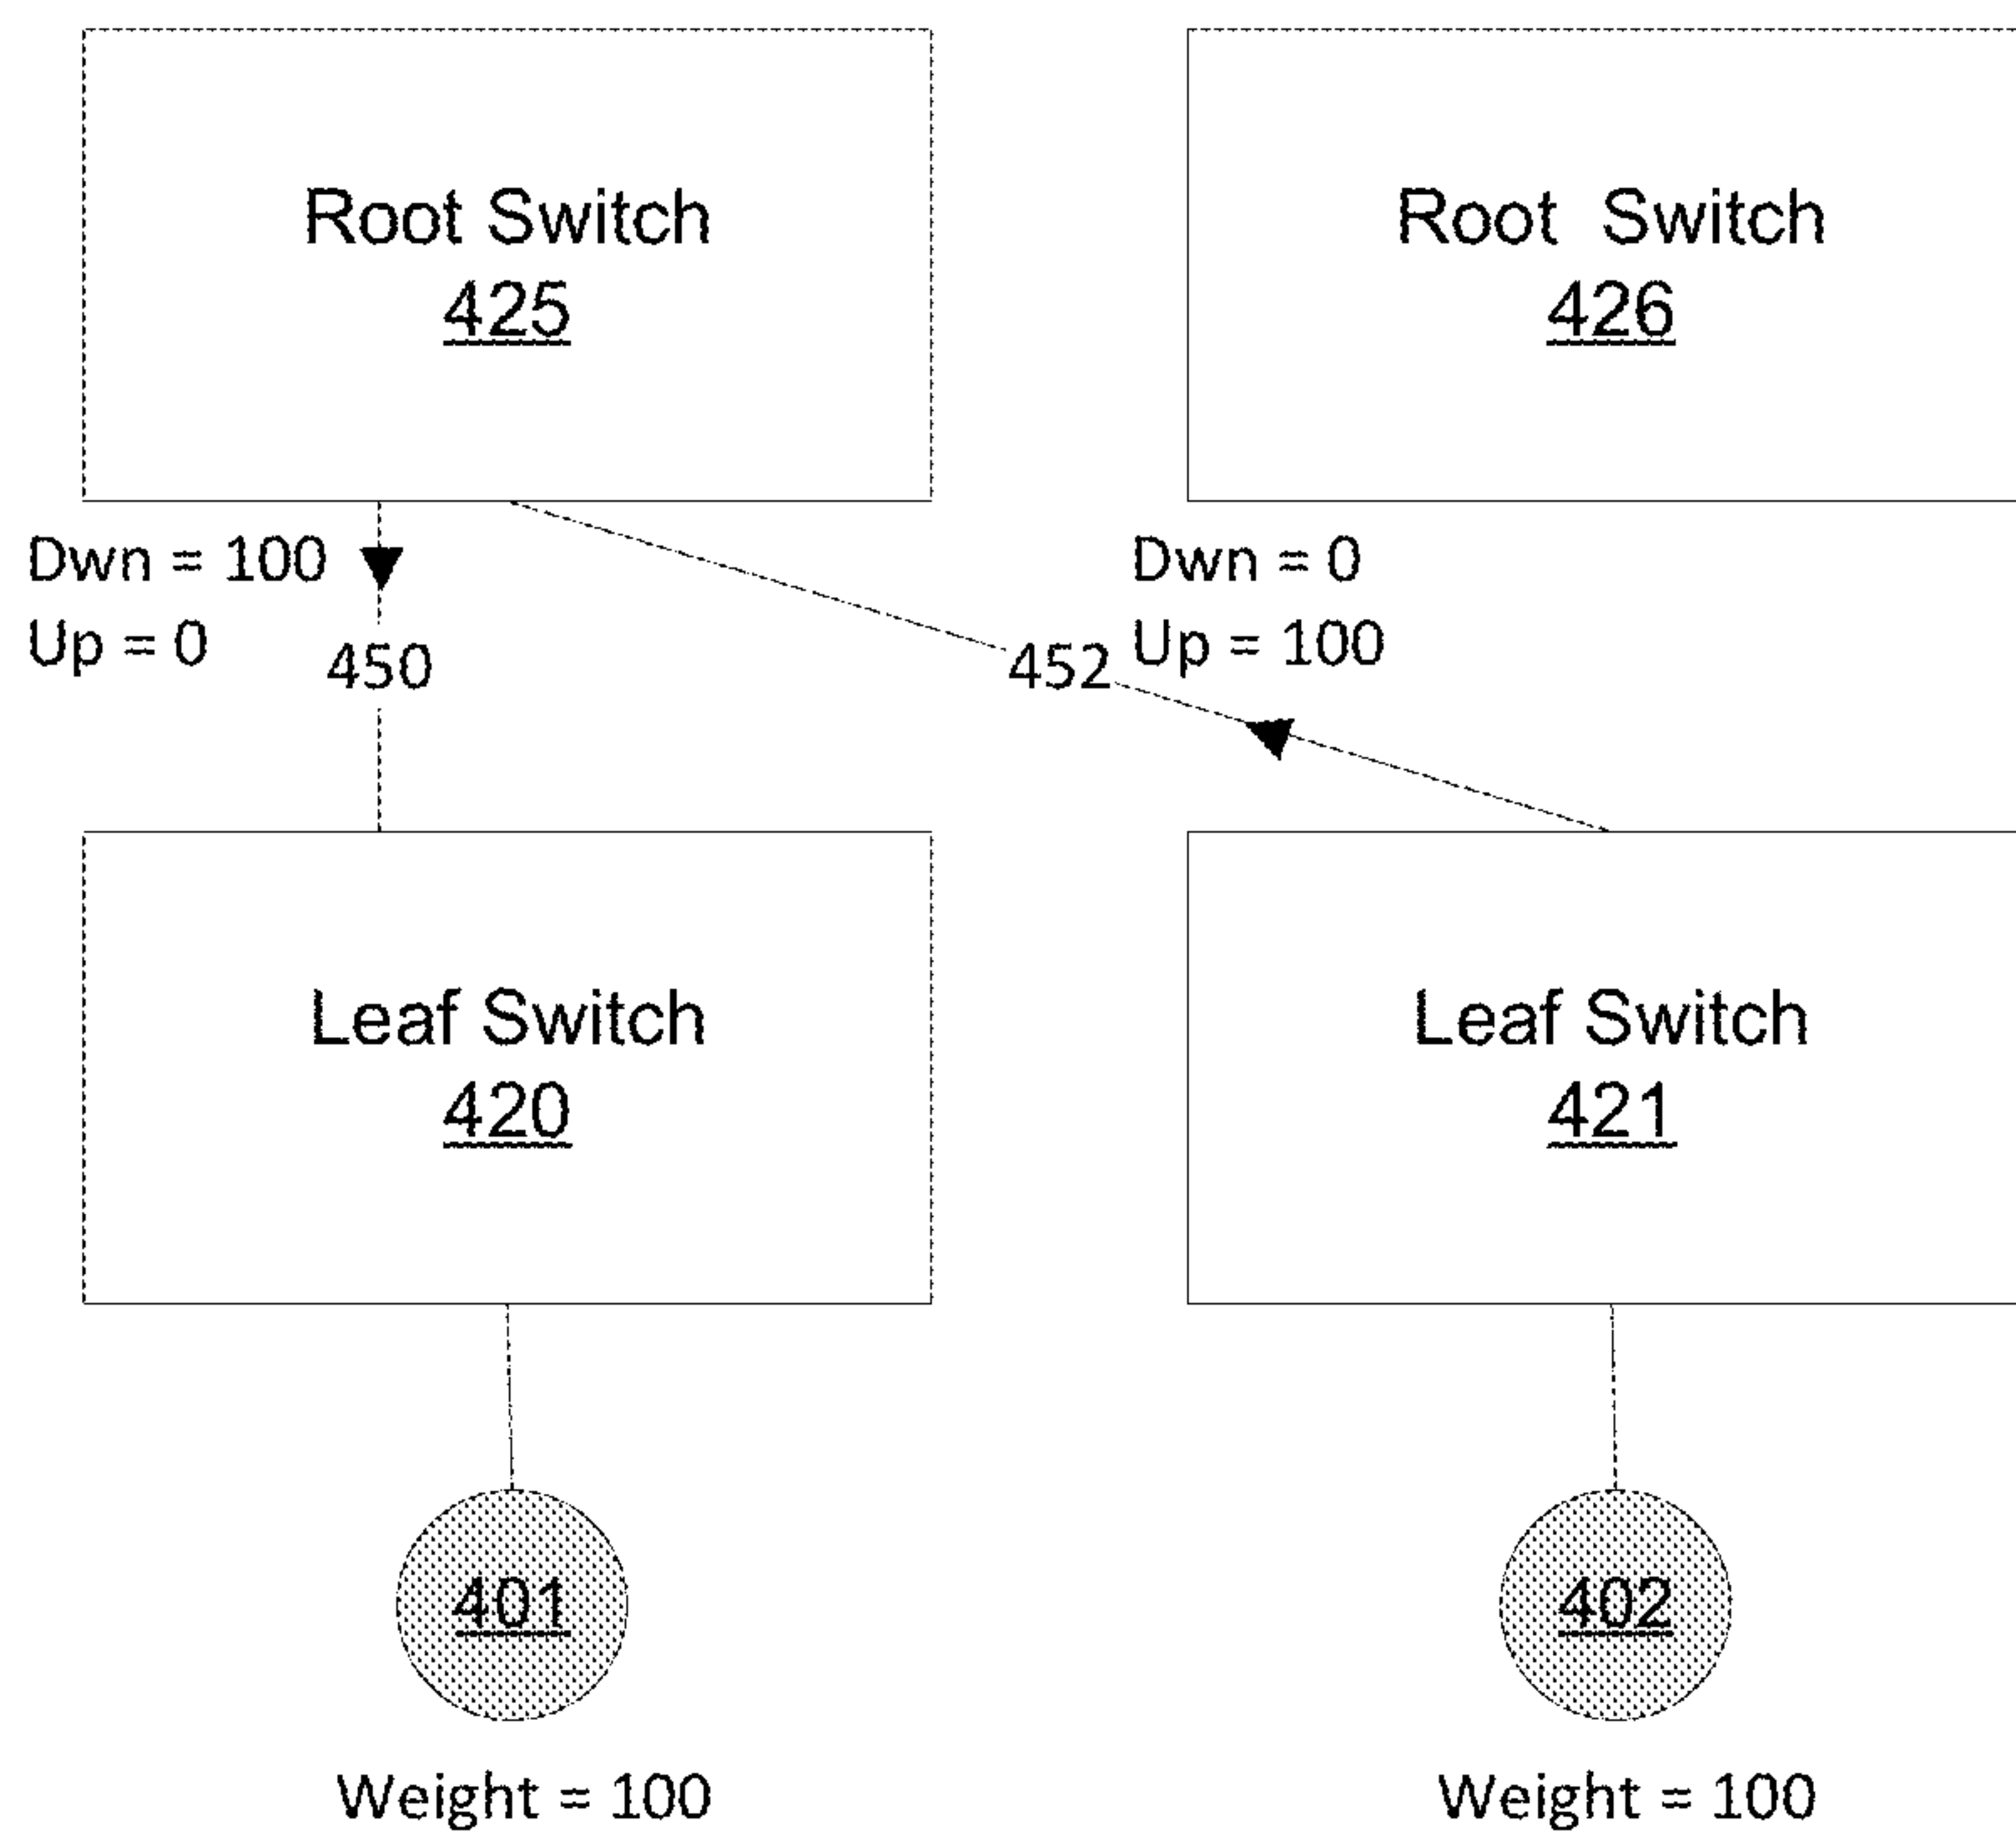 Root Switch
425
Root Switch
426
Dwn = 100
Up = 0
450
452
Dwn = 0
Up = 100
Leaf Switch
420
Leaf Switch
421
401
402
Weight = 100
Weight = 100